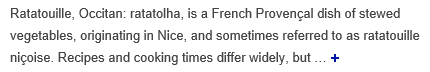 Ratatouille, Occitan: ratatolha, is a French Provençal dish of stewed
vegetables, originating in Nice, and sometimes referred to as ratatouille
niçoise. Recipes and cooking times differ widely, but ... +